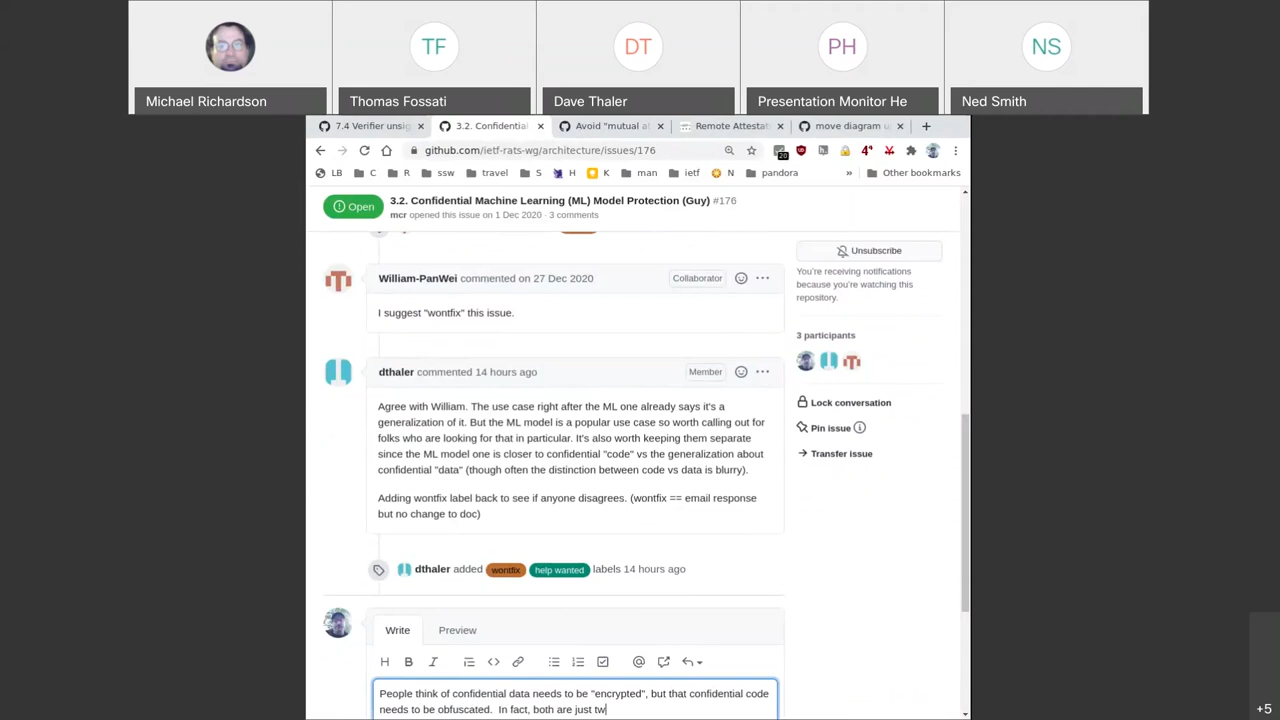 TF
DT
PH
NS
Michael Richardson
Thomas Fossati
Dave Thaler
Presentation Monitor He
Ned Smith
7.4 Verifier unsig
3.2. Confidential
Avoid "mutual a
Remote Attesta
move diagram u
github.com/ietf-rats-wg/architecture/issues/176
20
LB
C
R
ssw
travel
S
H
K
man
ietf
N
pandora
»
Other bookmarks
Open
3.2. Confidential Machine Learning (ML) Model Protection (Guy) #176
mcr opened this issue on 1 Dec 2020 · 3 comments
Unsubscribe
You're receiving notifications
because you're watching this
repository.
William-PanWei commented on 27 Dec 2020
Collaborator
I suggest "wontfix" this issue.
3 participants
dthaler commented 14 hours ago
Member
Agree with William. The use case right after the ML one already says it's a
generalization of it. But the ML model is a popular use case so worth calling out for
folks who are looking for that in particular. It's also worth keeping them separate
since the ML model one is closer to confidential "code" vs the generalization about
confidential "data" (though often the distinction between code vs data is blurry).
Adding wontfix label back to see if anyone disagrees. (wontfix == email response
but no change to doc)
Lock conversation
Pin issue
Transfer issue
dthaler added wontfix help wanted labels 14 hours ago
Write
Preview
H B I
People think of confidential data needs to be "encrypted", but that confidential code
needs to be obfuscated. In fact, both are just tw
+5